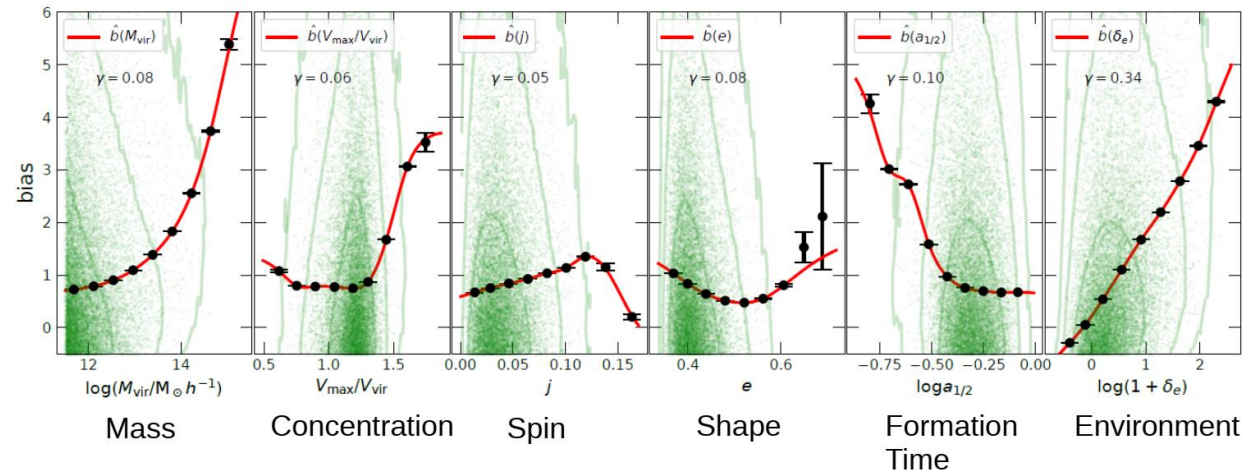 bias
6
5
4
3
2
1
0
b̂(M_vir)
γ = 0.08
12
14
log(M_vir/M_⊙ h⁻¹)
Mass
b̂(V_max/V_vir)
γ = 0.06
0.5
1.0
1.5
V_max/V_vir
Concentration
b̂(j)
γ = 0.05
0.00
0.05
0.10
0.15
j
Spin
b̂(e)
γ = 0.08
0.4
0.6
e
Shape
b̂(a_1/2)
γ = 0.10
−0.75
−0.50
−0.25
0.00
loga_1/2
Formation
Time
b̂(δ_e)
γ = 0.34
0
1
2
log(1 + δ_e)
Environment